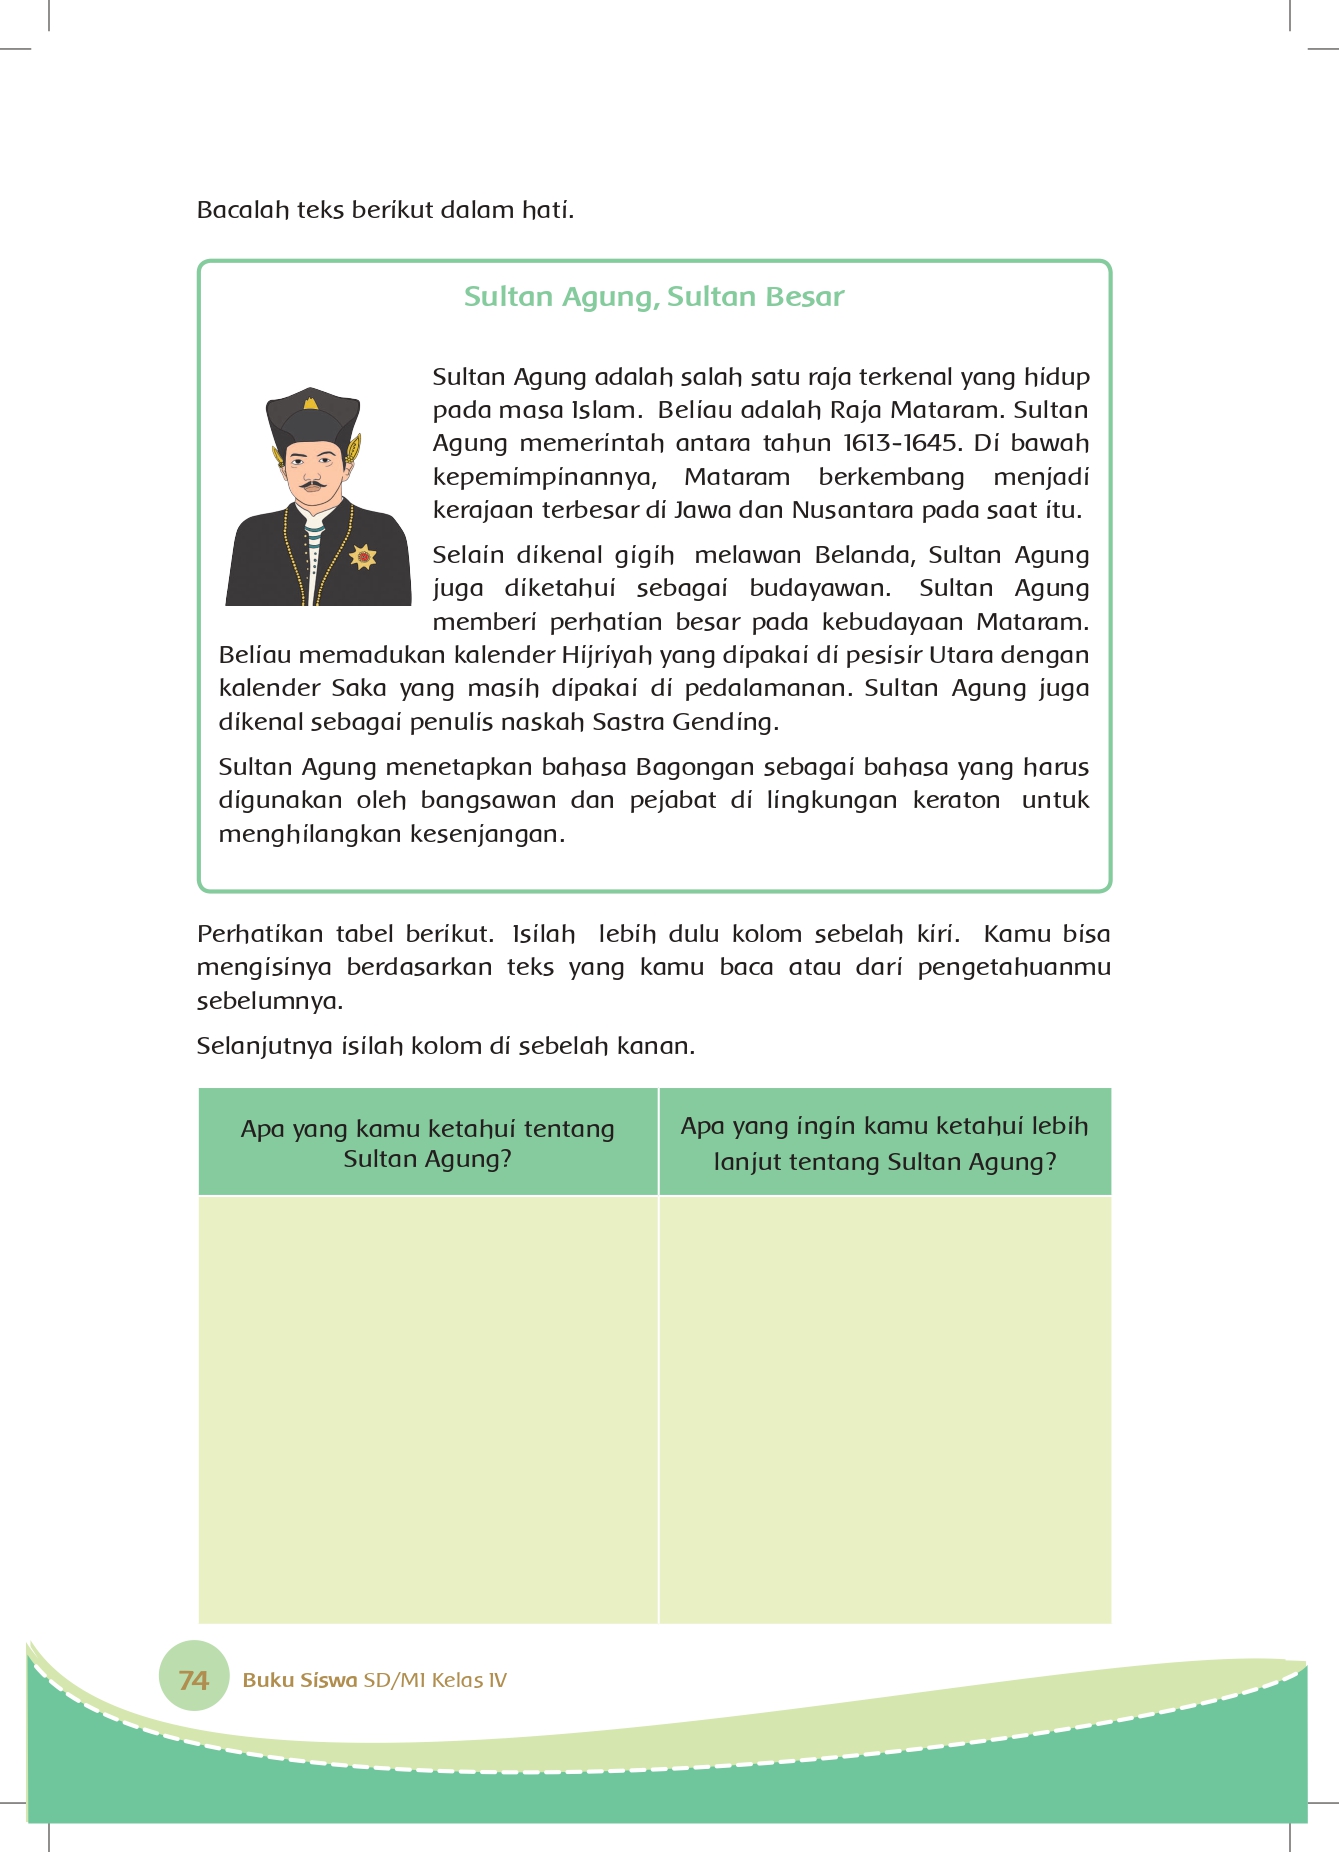 Bacalah teks berikut dalam hati.
Sultan Agung, Sultan Besar
Sultan Agung adalah salah satu raja terkenal yang hidup
pada masa Islam. Beliau adalah Raja Mataram. Sultan
Agung memerintah antara tahun 1613-1645. Di bawah
kepemimpinannya, Mataram berkembang menjadi
kerajaan terbesar di Jawa dan Nusantara pada saat itu.
Selain dikenal gigih melawan Belanda, Sultan Agung
juga diketahui sebagai budayawan. Sultan Agung
memberi perhatian besar pada kebudayaan Mataram.
Beliau memadukan kalender Hijriyah yang dipakai di pesisir Utara dengan
kalender Saka yang masih dipakai di pedalamanan. Sultan Agung juga
dikenal sebagai penulis naskah Sastra Gending.
Sultan Agung menetapkan bahasa Bagongan sebagai bahasa yang harus
digunakan oleh bangsawan dan pejabat di lingkungan keraton untuk
menghilangkan kesenjangan.
Perhatikan tabel berikut. Isilah lebih dulu kolom sebelah kiri. Kamu bisa
mengisinya berdasarkan teks yang kamu baca atau dari pengetahuanmu
sebelumnya.
Selanjutnya isilah kolom di sebelah kanan.
Apa yang kamu ketahui tentang
Sultan Agung?
Apa yang ingin kamu ketahui lebih
lanjut tentang Sultan Agung?
74
Buku Siswa SD/MI Kelas IV